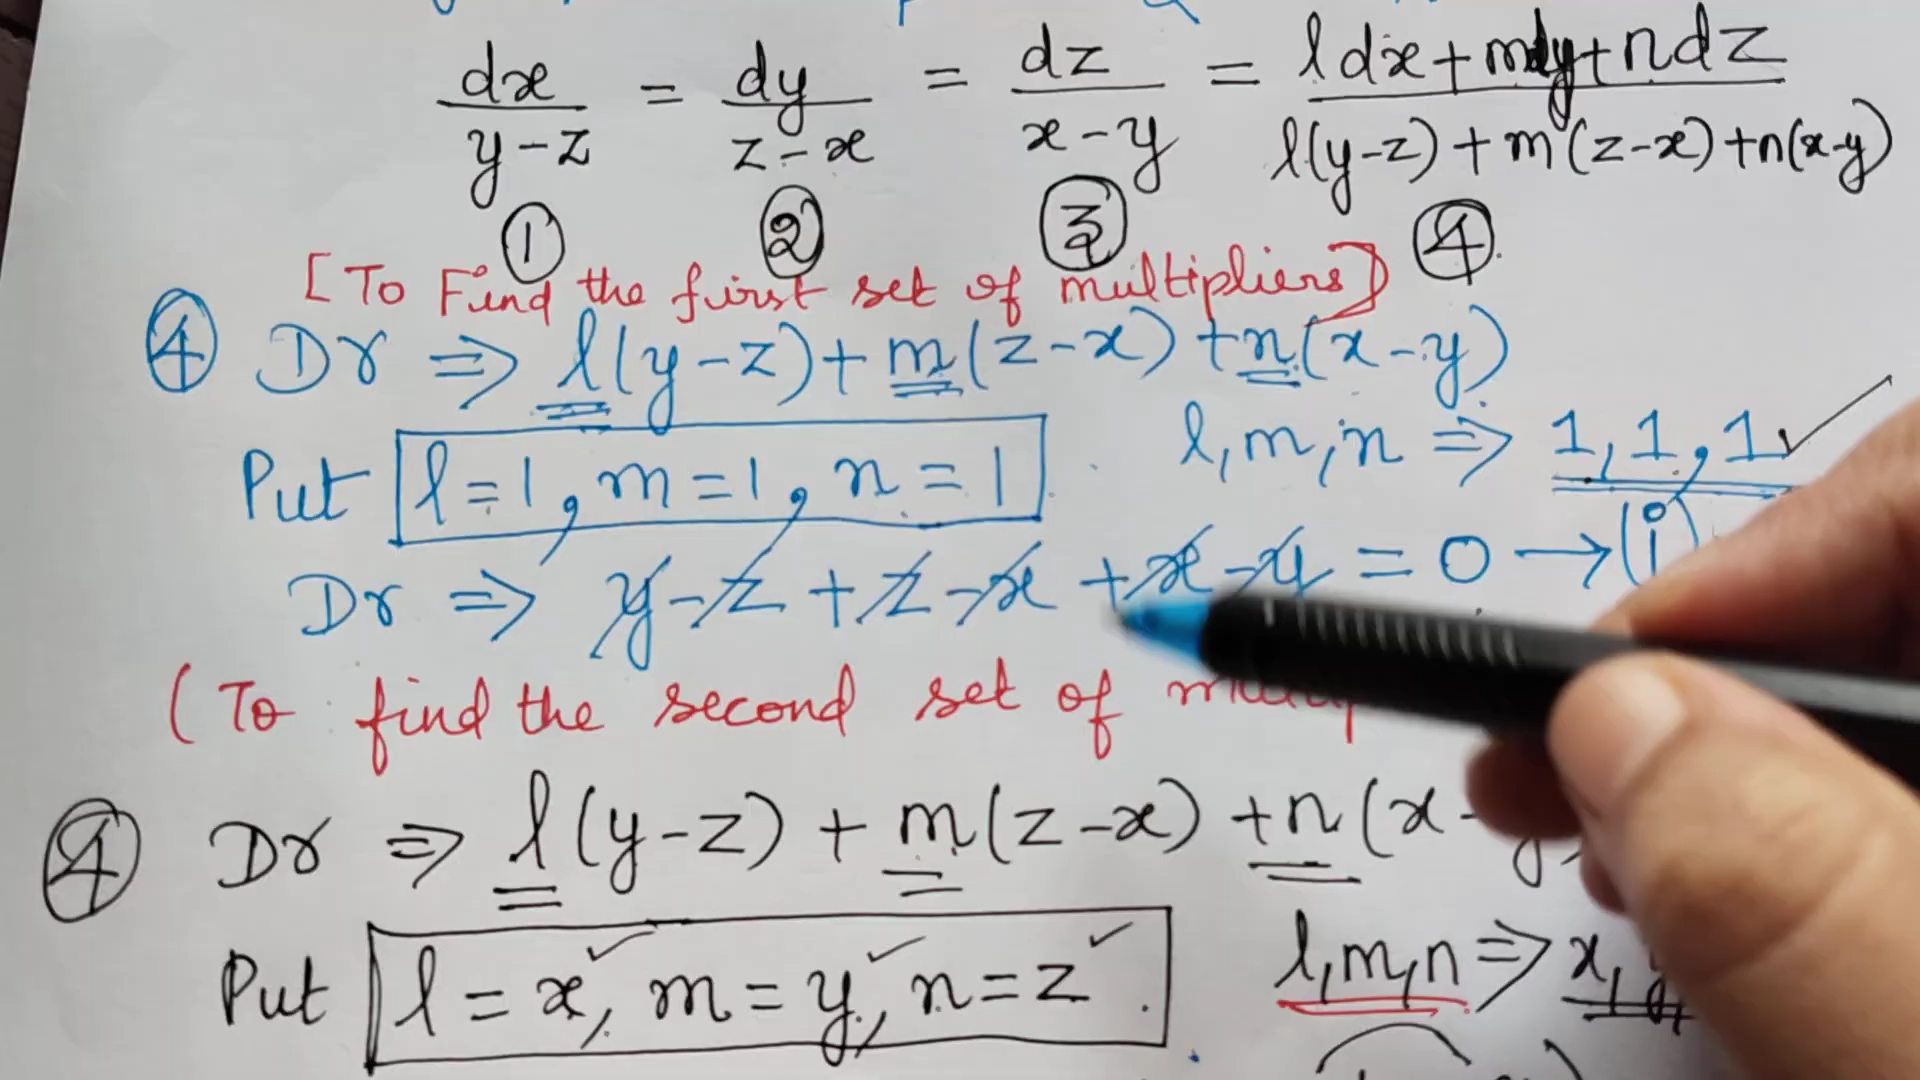 dx/y-z = dy/z-x = dz/x-y = ldx+mdy+ndz/l(y-z)+m(z-x)+n(x-y)
① ② ③ ④
[To Find the first set of multipliers]
④ Dr ⇒ l(y-z)+m(z-x)+n(x-y)
Put l=1, m=1, n=1 l,m,n ⇒ 1,1,1 ✓
Dr ⇒ y-z+z-x+x-y = 0 → (i)
(To find the second set of
④ Dr ⇒ l(y-z)+m(z-x)+n(x-y
Put l=x, m=y, n=z. l,m,n ⇒ x,y,